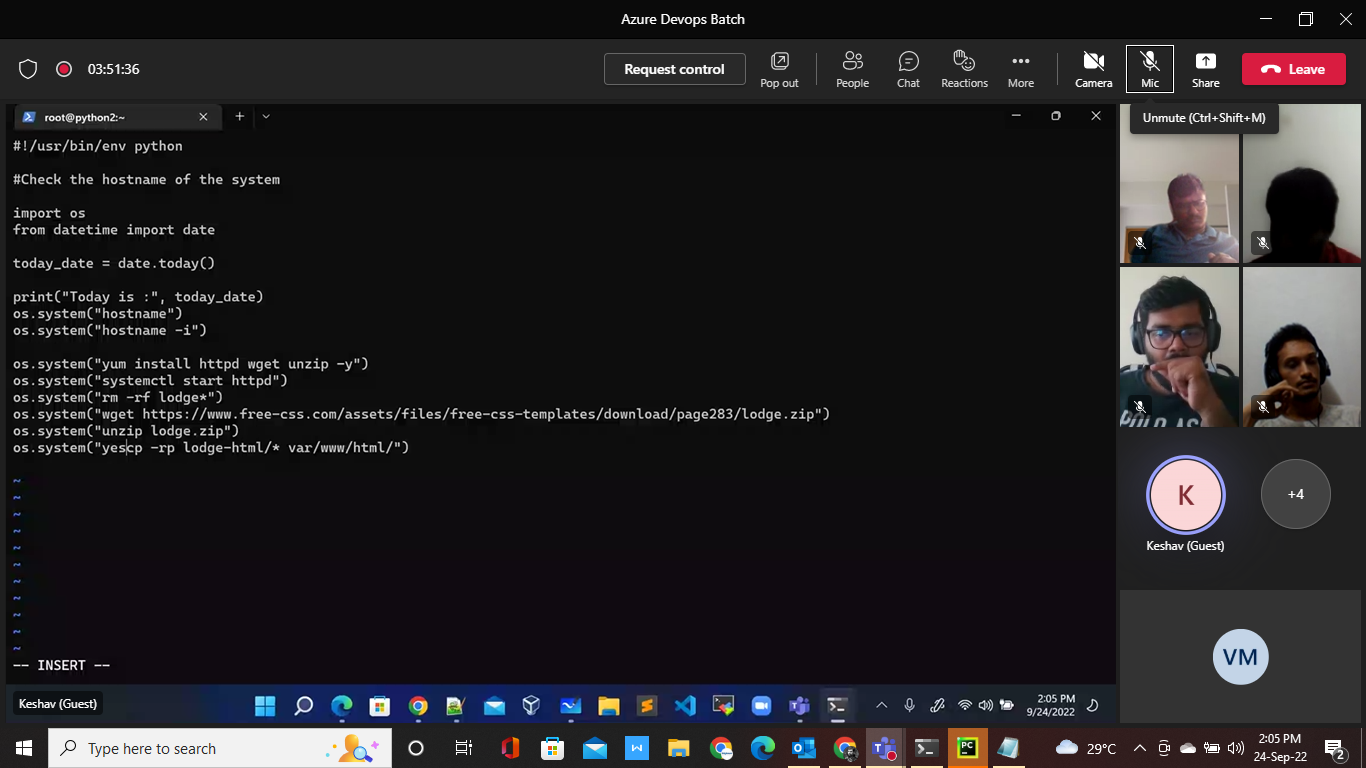 Azure Devops Batch
03:51:36
Request control
Pop out
People
Chat
Reactions
More
Camera
Mic
Share
Leave
Unmute (Ctrl+Shift+M)
root@python2:~
#!/usr/bin/env python
#Check the hostname of the system
import os
from datetime import date
today_date = date.today()
print("Today is :", today_date)
os.system("hostname")
os.system("hostname -i")
os.system("yum install httpd wget unzip -y")
os.system("systemctl start httpd")
os.system("rm -rf lodge*")
os.system("wget https://www.free-css.com/assets/files/free-css-templates/download/page283/lodge.zip")
os.system("unzip lodge.zip")
os.system("yescp -rp lodge-html/* var/www/html/")
~
~
~
~
~
~
~
~
~
~
~
-- INSERT --
POLOG.AS
K
+4
Keshav (Guest)
VM
Keshav (Guest)
2:05 PM
9/24/2022
Type here to search
W
PC
29°C
2:05 PM
24-Sep-22
2